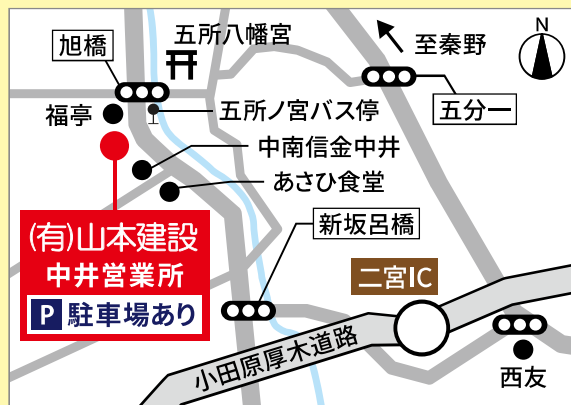 五所八幡宮
N
至秦野
旭橋
五分一
五所ノ宮バス停
福亭
中南信金中井
あさひ食堂
(有)山本建設
中井営業所
P 駐車場あり
新坂呂橋
二宮IC
小田原厚木道路
西友